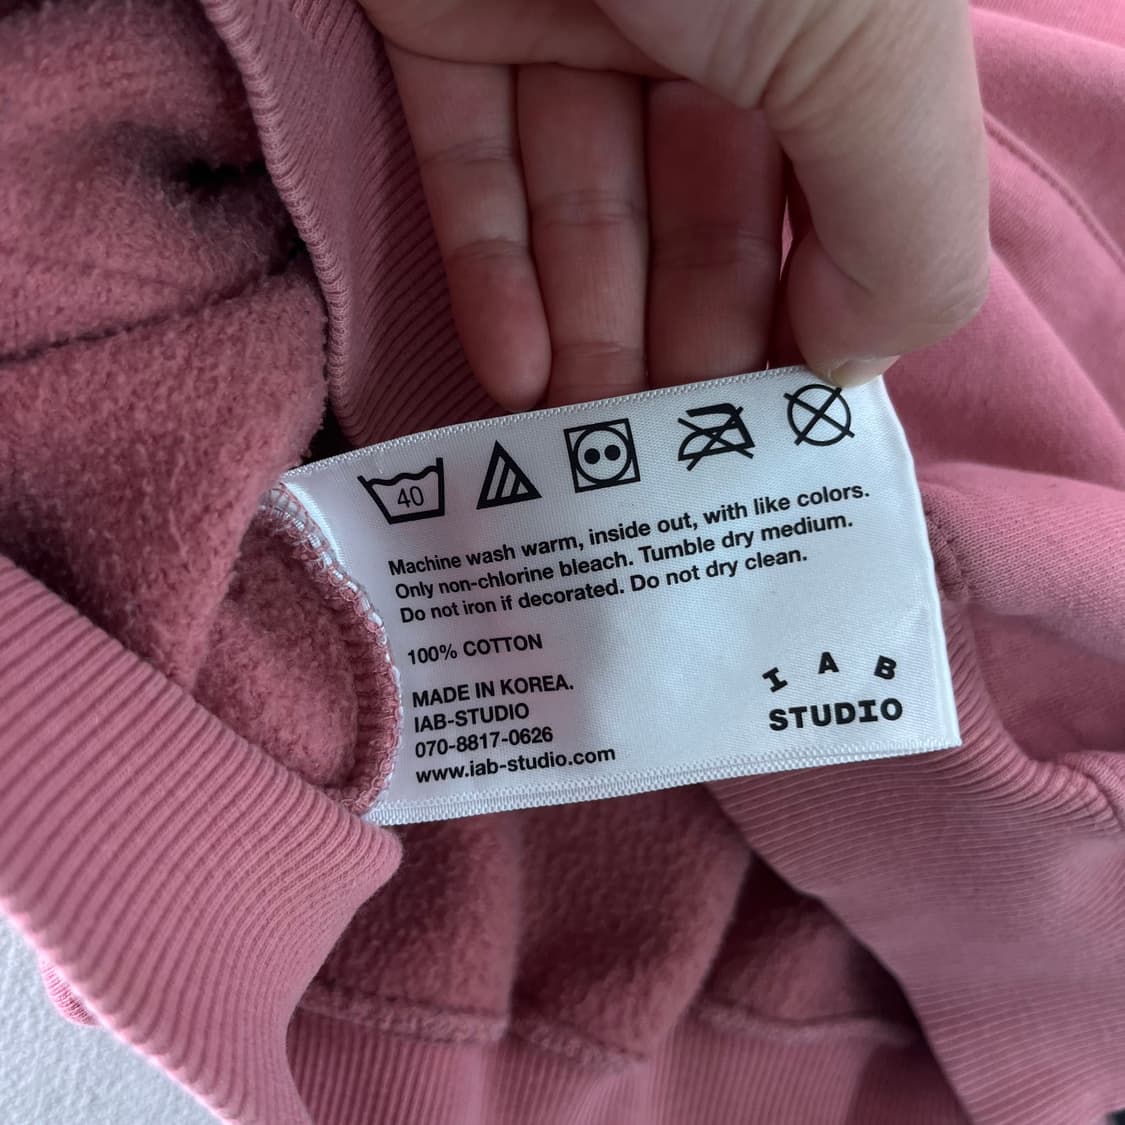 40
Machine wash warm, inside out, with like colors.
Only non-chlorine bleach. Tumble dry medium.
Do not iron if decorated. Do not dry clean.
100% COTTON
MADE IN KOREA.
IAB-STUDIO
070-8817-0626
www.iab-studio.com
I A B
STUDIO